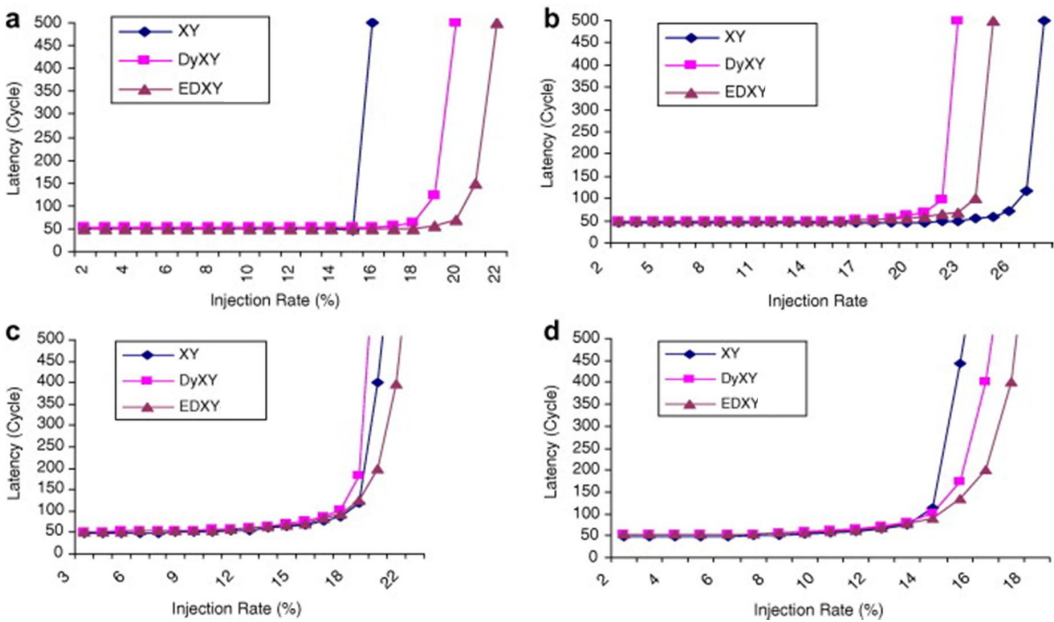 a
500
450
400
350
300
250
200
150
100
50
0
Latency (Cycle)
XY
DyXY
EDXY
2 4 6 8 10 12 14 16 18 20 22
Injection Rate (%)
b
500
450
400
350
300
250
200
150
100
50
0
Latency (Cycle)
XY
DyXY
EDXY
2 5 8 11 14 17 20 23 26
Injection Rate
c
500
400
350
300
250
200
150
100
50
0
Latency (Cycle)
XY
DyXY
EDXY
3 6 9 12 15 18 22
Injection Rate (%)
d
500
400
350
300
250
200
150
100
50
0
Latency (Cycle)
XY
DyXY
EDXY
2 4 6 8 10 12 14 16 18
Injection Rate (%)